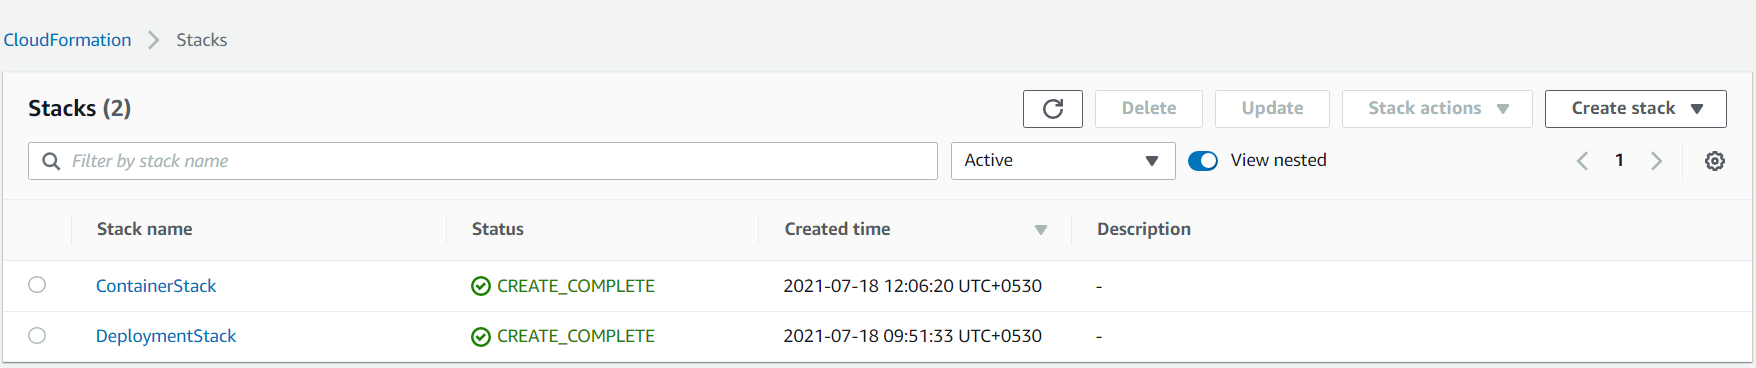 CloudFormation > Stacks
Stacks (2) Delete Update Stack actions Create stack
Filter by stack name Active View nested 1
Stack name Status Created time Description
ContainerStack CREATE_COMPLETE 2021-07-18 12:06:20 UTC+0530 -
DeploymentStack CREATE_COMPLETE 2021-07-18 09:51:33 UTC+0530 -